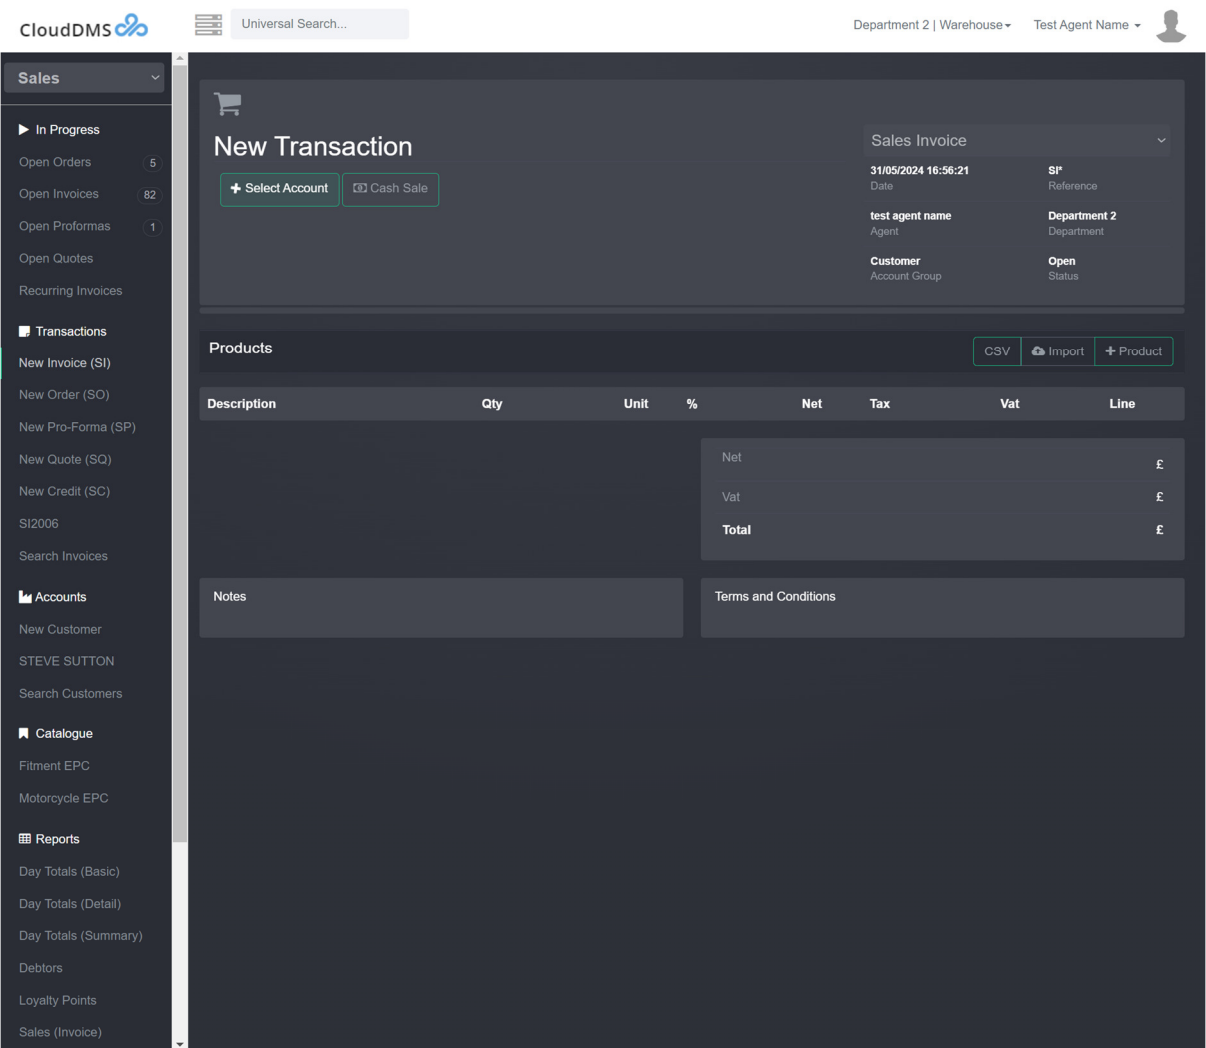 CloudDMS
Universal Search...
Department 2 | Warehouse
Test Agent Name
Sales
In Progress
Open Orders 5
Open Invoices 82
Open Proformas 1
Open Quotes
Recurring Invoices
Transactions
New Invoice (SI)
New Order (SO)
New Pro-Forma (SP)
New Quote (SQ)
New Credit (SC)
SI2006
Search Invoices
Accounts
New Customer
STEVE SUTTON
Search Customers
Catalogue
Fitment EPC
Motorcycle EPC
Reports
Day Totals (Basic)
Day Totals (Detail)
Day Totals (Summary)
Debtors
Loyalty Points
Sales (Invoice)
New Transaction
+ Select Account
Cash Sale
Sales Invoice
31/05/2024 16:56:21 SI*
Date Reference
test agent name Department 2
Agent Department
Customer Open
Account Group Status
Products
CSV Import + Product
Description Qty Unit % Net Tax Vat Line
Net £
Vat £
Total £
Notes
Terms and Conditions